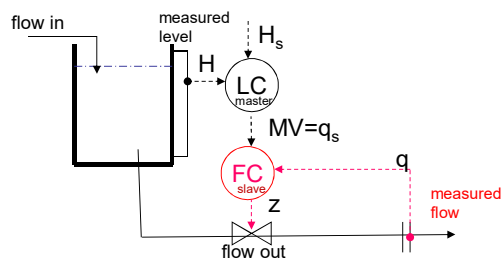 flow in
measured
level
H
Hs
LC
master
MV=qs
FC
slave
q
z
measured
flow
flow out